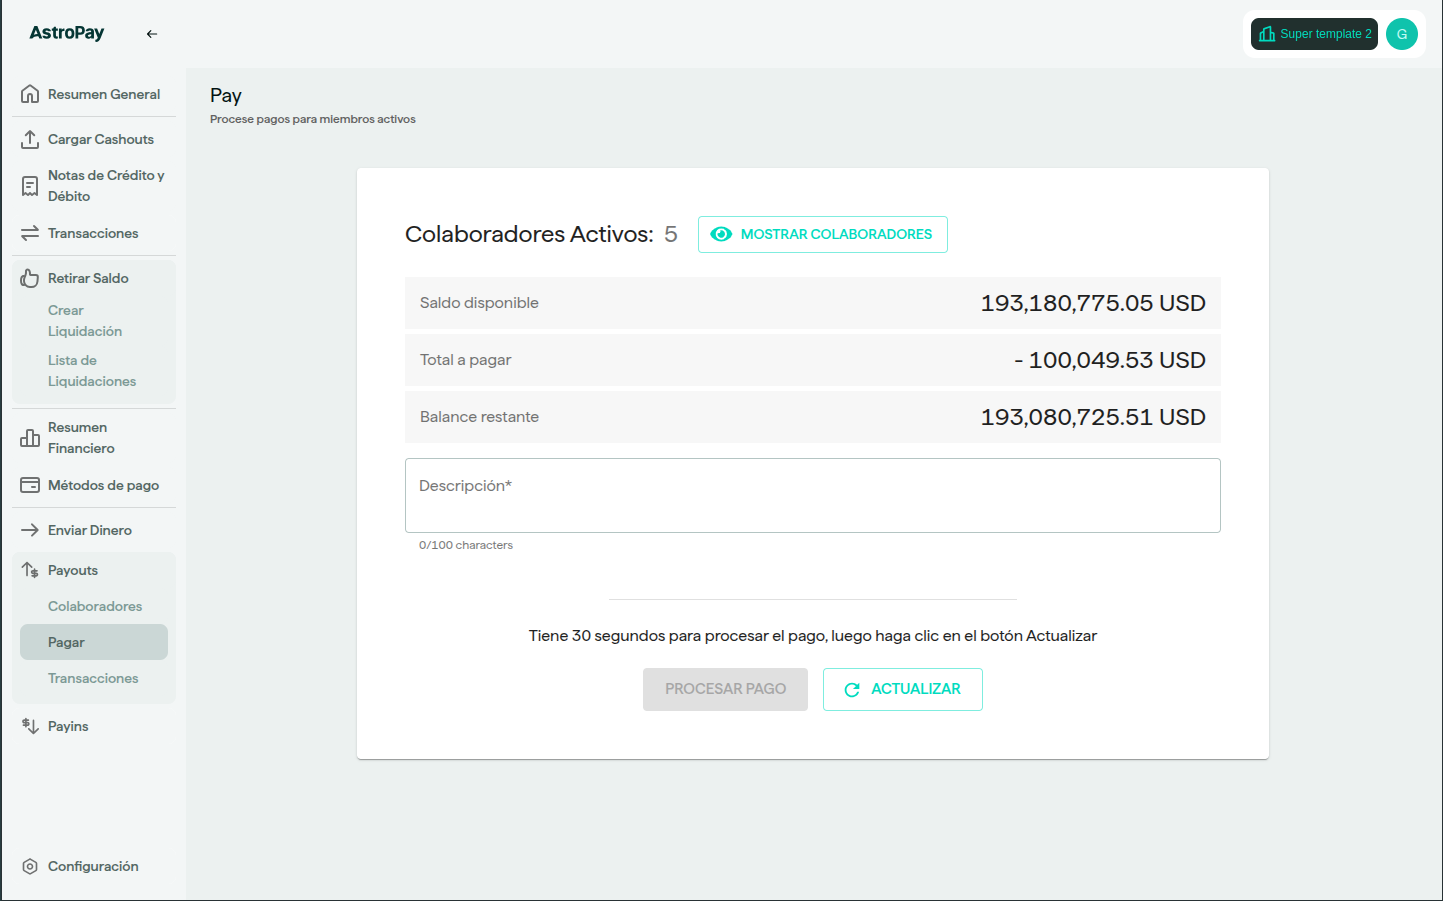 AstroPay
Super template 2
G
Resumen General
Cargar Cashouts
Notas de Crédito y
Débito
Transacciones
Retirar Saldo
Crear
Liquidación
Lista de
Liquidaciones
Resumen
Financiero
Métodos de pago
Enviar Dinero
Payouts
Colaboradores
Pagar
Transacciones
Payins
Configuración
Pay
Procese pagos para miembros activos
Colaboradores Activos: 5
MOSTRAR COLABORADORES
Saldo disponible 193,180,775.05 USD
Total a pagar - 100,049.53 USD
Balance restante 193,080,725.51 USD
Descripción*
0/100 characters
Tiene 30 segundos para procesar el pago, luego haga clic en el botón Actualizar
PROCESAR PAGO
ACTUALIZAR